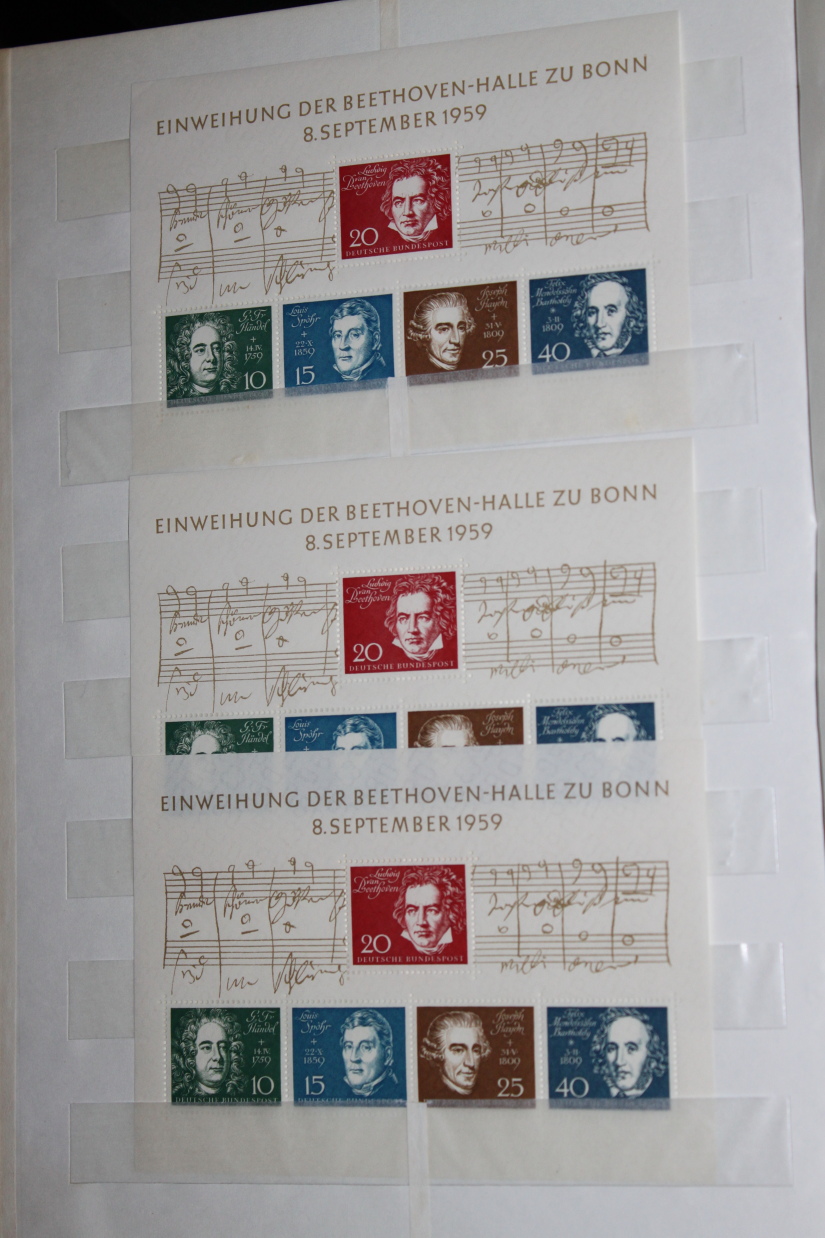 EINWEIHUNG DER BEETHOVEN-HALLE ZU BONN
8. SEPTEMBER 1959
Ludwig
van
Beethoven
20
DEUTSCHE BUNDESPOST
G. Fr.
Händel
+
14.IV.
1759
10
Louis
Spohr
+
22·X
1859
15
Joseph
Haydn
+
31·V·
1809
25
Felix
Mendelssohn
Bartholdy
*
3·II·
1809
40
EINWEIHUNG DER BEETHOVEN-HALLE ZU BONN
8. SEPTEMBER 1959
Ludwig
van
Beethoven
20
DEUTSCHE BUNDESPOST
G. Fr.
Händel
Louis
Spohr
Joseph
Haydn
Felix
Mendelssohn
Bartholdy
EINWEIHUNG DER BEETHOVEN-HALLE ZU BONN
8. SEPTEMBER 1959
Ludwig
van
Beethoven
20
DEUTSCHE BUNDESPOST
G. Fr.
Händel
+
14.IV.
1759
10
DEUTSCHE BUNDESPOST
Louis
Spohr
+
22·X
1859
15
Joseph
Haydn
+
31·V·
1809
25
Felix
Mendelssohn
Bartholdy
*
3·II·
1809
40